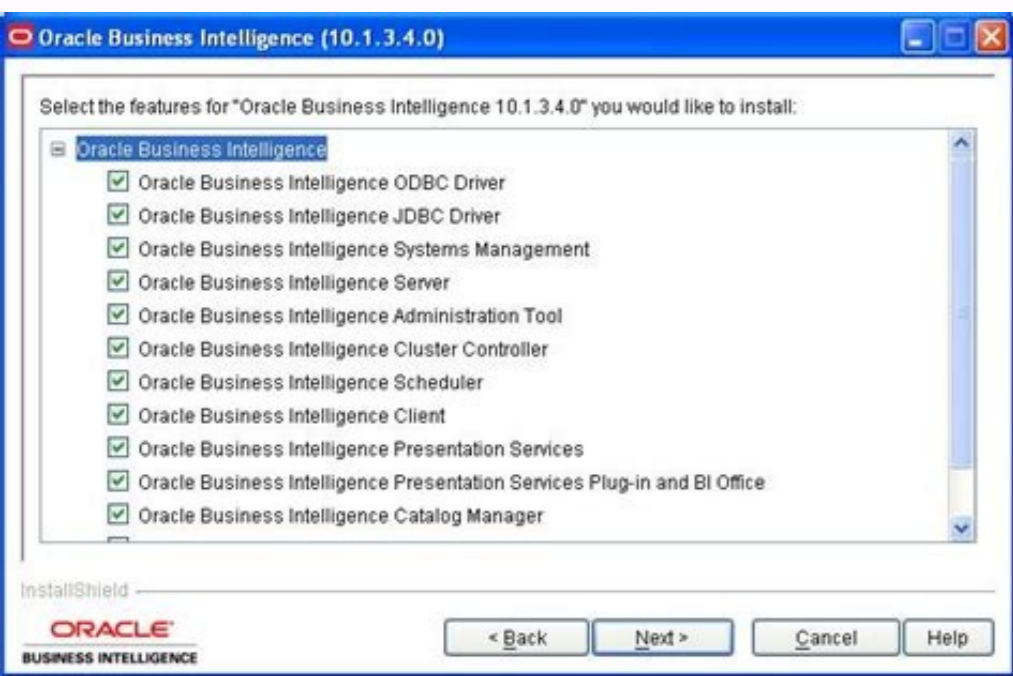 Oracle Business Intelligence (10.1.3.4.0)
Select the features for "Oracle Business Intelligence 10.1.3.4.0" you would like to install:
Oracle Business Intelligence
Oracle Business Intelligence ODBC Driver
Oracle Business Intelligence JDBC Driver
Oracle Business Intelligence Systems Management
Oracle Business Intelligence Server
Oracle Business Intelligence Administration Tool
Oracle Business Intelligence Cluster Controller
Oracle Business Intelligence Scheduler
Oracle Business Intelligence Client
Oracle Business Intelligence Presentation Services
Oracle Business Intelligence Presentation Services Plug-in and BI Office
Oracle Business Intelligence Catalog Manager
InstallShield
ORACLE
BUSINESS INTELLIGENCE
< Back
Next >
Cancel
Help